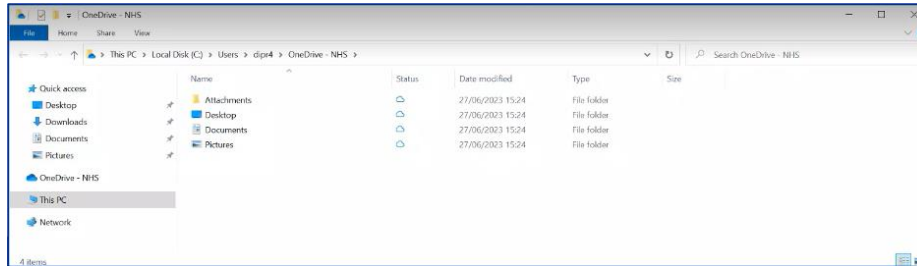 OneDrive - NHS
File Home Share View
This PC > Local Disk (C:) > Users > dipr4 > OneDrive - NHS >
Search OneDrive - NHS
Name Status Date modified Type Size
Quick access
Desktop
Downloads
Documents
Pictures
OneDrive - NHS
This PC
Network
Attachments 27/06/2023 15:24 File folder
Desktop 27/06/2023 15:24 File folder
Documents 27/06/2023 15:24 File folder
Pictures 27/06/2023 15:24 File folder
4 items